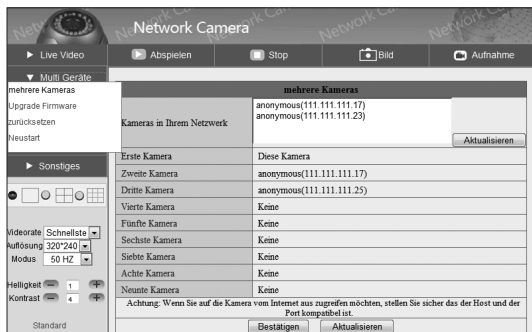 Network Camera
Live Video
Abspielen
Stop
Bild
Aufnahme
Multi Geräte
mehrere Kameras
Upgrade Firmware
zurücksetzen
Neustart
Sonstiges
Videorate Schnellste
Auflösung 320*240
Modus 50 HZ
Helligkeit 1
Kontrast 4
Standard
mehrere Kameras
Kameras in Ihrem Netzwerk
anonymous(111.111.111.17)
anonymous(111.111.111.23)
Aktualisieren
Erste Kamera Diese Kamera
Zweite Kamera anonymous(111.111.111.17)
Dritte Kamera anonymous(111.111.111.25)
Vierte Kamera Keine
Fünfte Kamera Keine
Sechste Kamera Keine
Siebte Kamera Keine
Achte Kamera Keine
Neunte Kamera Keine
Achtung: Wenn Sie auf die Kamera vom Internet aus zugreifen möchten, stellen Sie sicher das der Host und der
Port kompatibel ist.
Bestätigen Aktualisieren